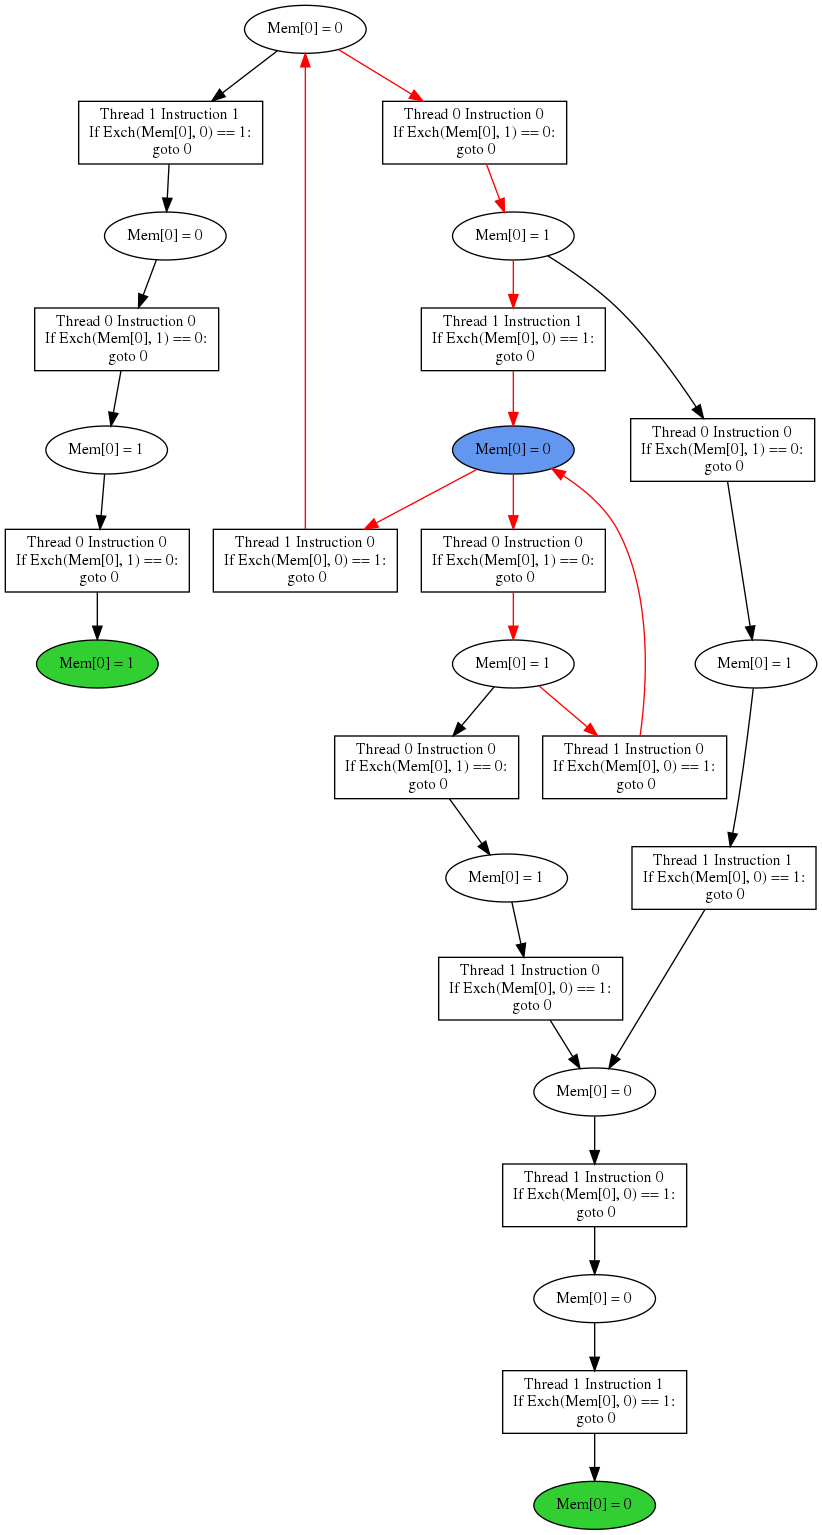 Mem[0] = 0
Thread 1 Instruction 1
If Exch(Mem[0], 0) == 1:
goto 0
Thread 0 Instruction 0
If Exch(Mem[0], 1) == 0:
goto 0
Mem[0] = 0
Mem[0] = 1
Thread 0 Instruction 0
If Exch(Mem[0], 1) == 0:
goto 0
Thread 1 Instruction 1
If Exch(Mem[0], 0) == 1:
goto 0
Mem[0] = 1
Mem[0] = 0
Thread 0 Instruction 0
If Exch(Mem[0], 1) == 0:
goto 0
Thread 0 Instruction 0
If Exch(Mem[0], 1) == 0:
goto 0
Thread 1 Instruction 0
If Exch(Mem[0], 0) == 1:
goto 0
Thread 0 Instruction 0
If Exch(Mem[0], 1) == 0:
goto 0
Mem[0] = 1
Mem[0] = 1
Mem[0] = 1
Thread 0 Instruction 0
If Exch(Mem[0], 1) == 0:
goto 0
Thread 1 Instruction 0
If Exch(Mem[0], 0) == 1:
goto 0
Mem[0] = 1
Thread 1 Instruction 1
If Exch(Mem[0], 0) == 1:
goto 0
Thread 1 Instruction 0
If Exch(Mem[0], 0) == 1:
goto 0
Mem[0] = 0
Thread 1 Instruction 0
If Exch(Mem[0], 0) == 1:
goto 0
Mem[0] = 0
Thread 1 Instruction 1
If Exch(Mem[0], 0) == 1:
goto 0
Mem[0] = 0